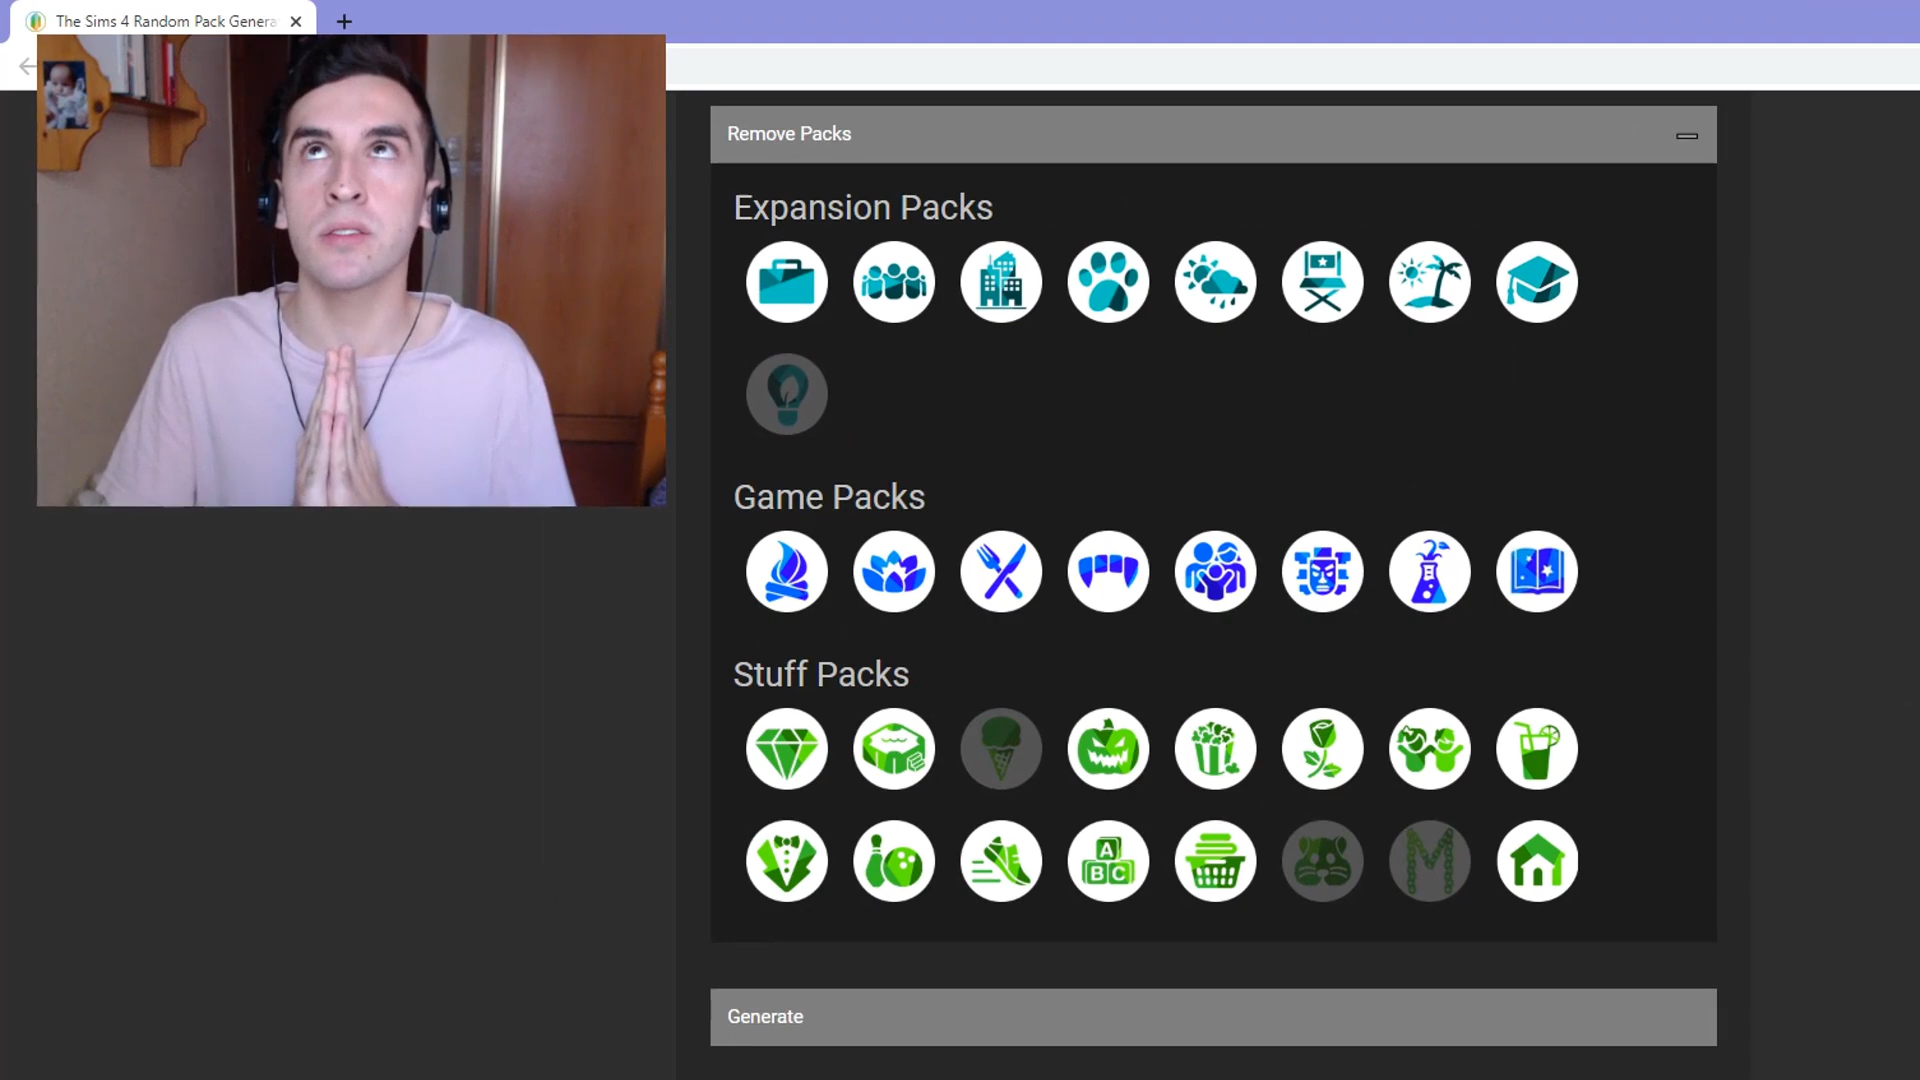 The Sims 4 Random Pack Genera
Remove Packs
Expansion Packs
Game Packs
Stuff Packs
A
B C
M
Generate